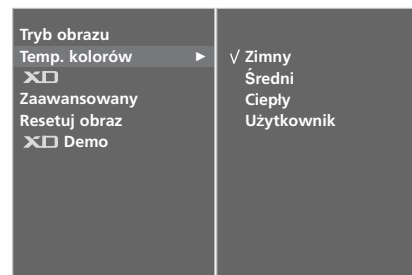 Tryb obrazu
Temp. kolorów ►
XD
Zaawansowany
Resetuj obraz
XD Demo
√ Zimny
Średni
Ciepły
Użytkownik